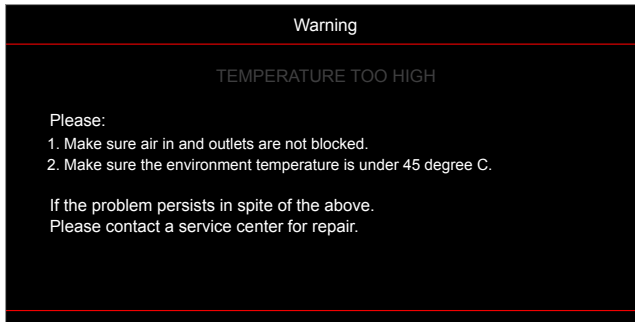 Warning
TEMPERATURE TOO HIGH
Please:
1. Make sure air in and outlets are not blocked.
2. Make sure the environment temperature is under 45 degree C.
If the problem persists in spite of the above.
Please contact a service center for repair.